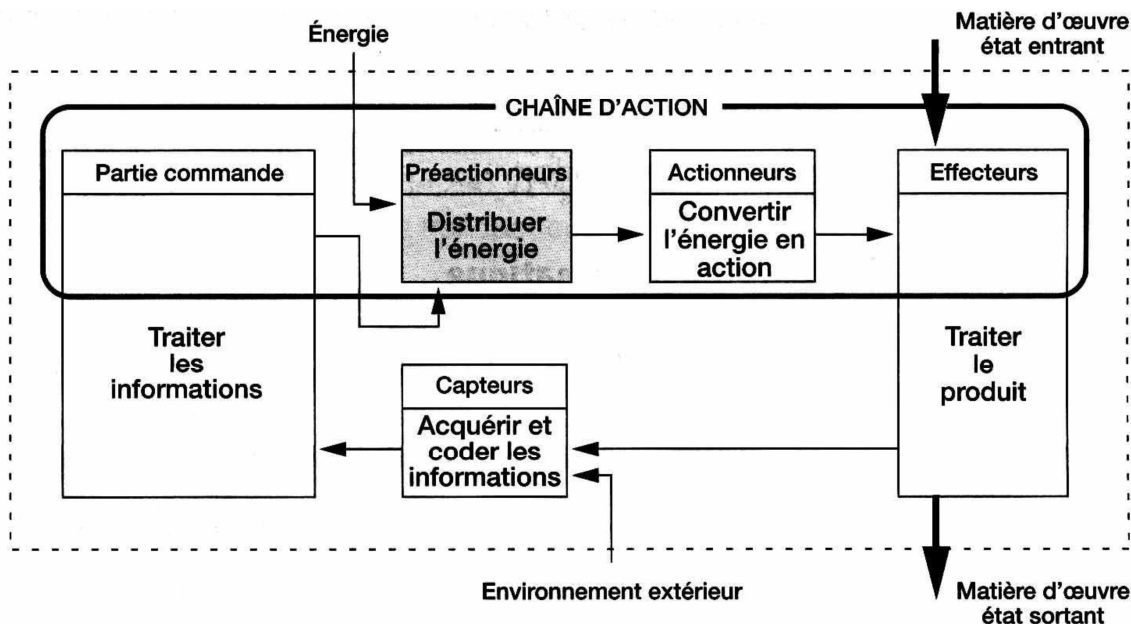 Énergie
Matière d'œuvre
état entrant
CHAÎNE D'ACTION
Partie commande
Préactionneurs
Actionneurs
Effecteurs
Distribuer
l'énergie
Convertir
l'énergie en
action
Traiter
les
informations
Capteurs
Acquérir et
coder les
informations
Traiter
le
produit
Environnement extérieur
Matière d'œuvre
état sortant